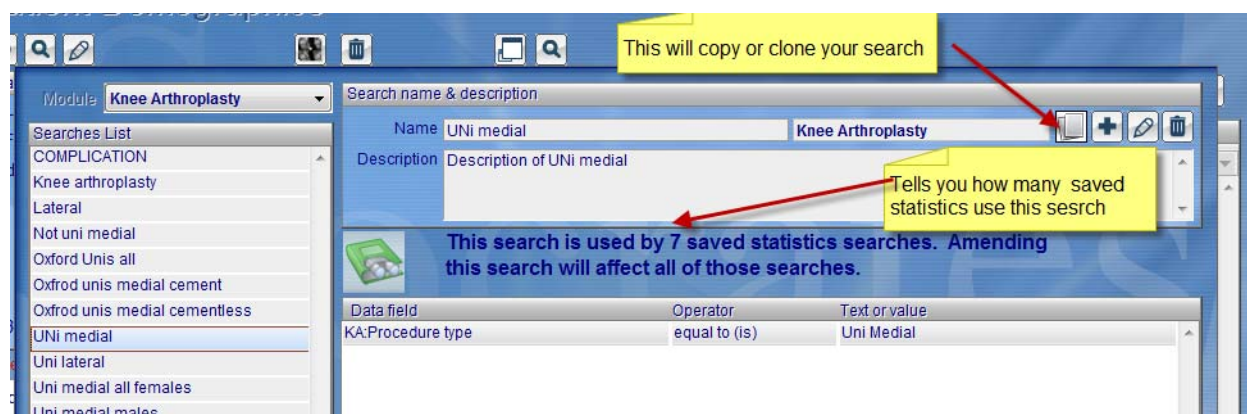 This will copy or clone your search
Module Knee Arthroplasty
Search name & description
Searches List
Name UNi medial Knee Arthroplasty
COMPLICATION
Description Description of UNi medial
Knee arthroplasty
Lateral
Tells you how many saved
statistics use this sesrch
Not uni medial
Oxford Unis all
Oxfrod unis medial cement
Oxfrod unis medial cementless
UNi medial
Uni lateral
Uni medial all females
Uni medial males
This search is used by 7 saved statistics searches. Amending
this search will affect all of those searches.
Data field Operator Text or value
KA:Procedure type equal to (is) Uni Medial